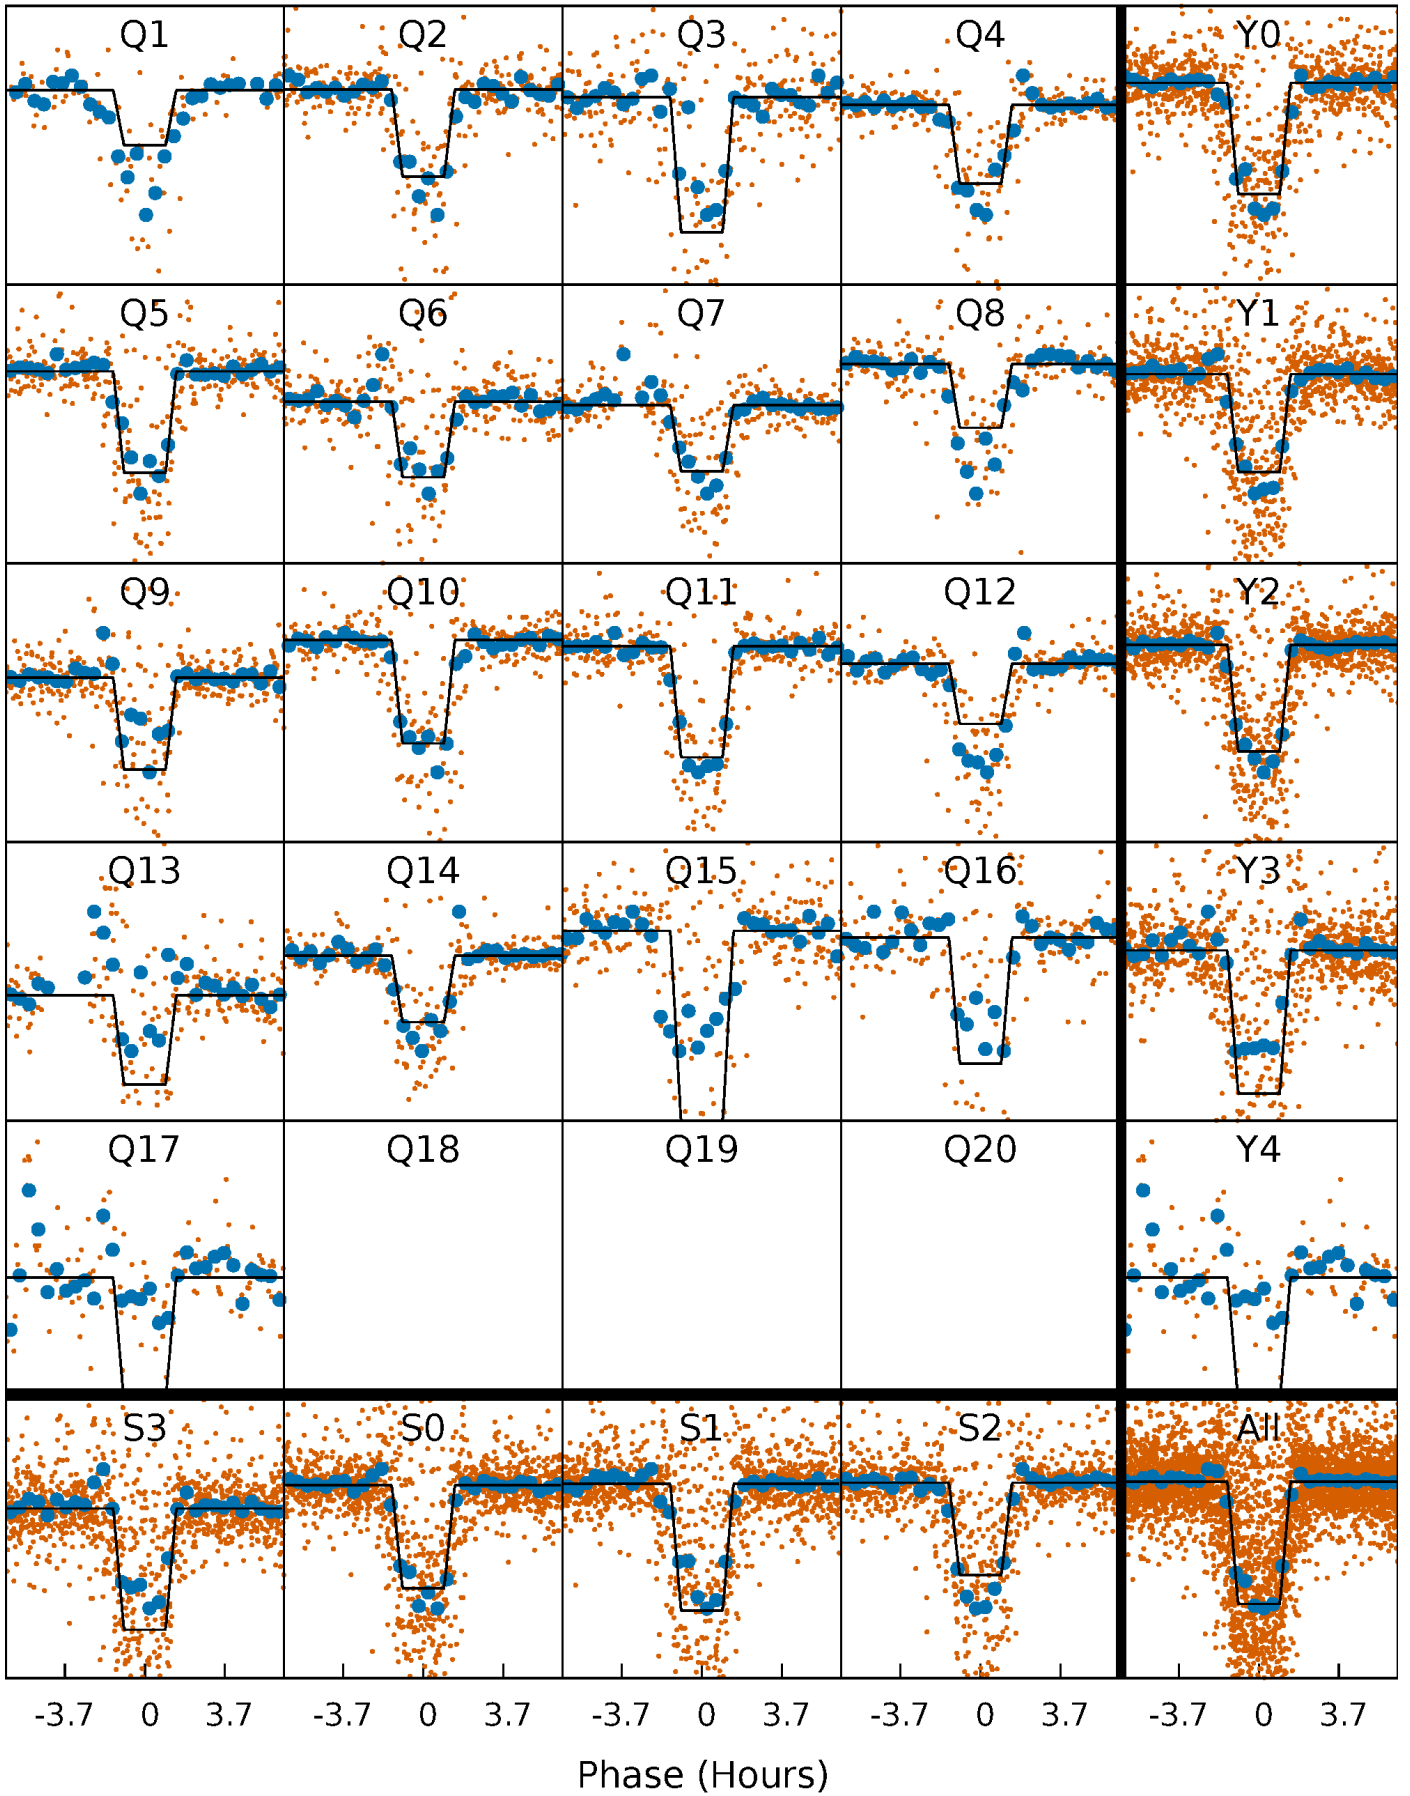 Q1 Q2 Q3 Q4 Y0
Q5 Q6 Q7 Q8 Y1
Q9 Q10 Q11 Q12 Y2
Q13 Q14 Q15 Q16 Y3
Q17 Q18 Q19 Q20 Y4
S3 S0 S1 S2 All
-3.7 0 3.7 -3.7 0 3.7 -3.7 0 3.7 -3.7 0 3.7 -3.7 0 3.7
Phase (Hours)